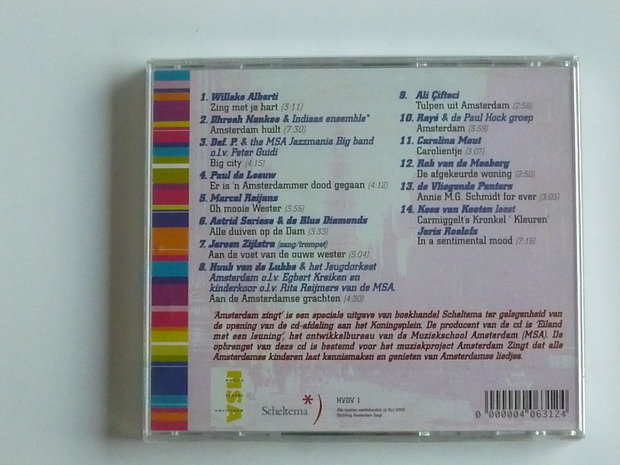 1. Willeke Alberti
Zing met je hart (3:11)
2. Dhroeh Nankoe & Indiaas ensemble*
Amsterdam huilt (7:30)
3. Def. P. & the MSA Jazzmania Big band
o.l.v. Peter Guidi
Big city (4:15)
4. Paul de Leeuw
Er is 'n Amsterdammer dood gegaan (4:12)
5. Marcel Reijans
Oh mooie Wester (3:55)
6. Astrid Seriese & de Blue Diamonds
Alle duiven op de Dam (3:33)
7. Jeroen Zijlstra (zang/trompet)
Aan de voet van de ouwe wester (5:04)
8. Huub van de Lubbe & het Jeugdorkest
Amsterdam o.l.v. Egbert Kreiken en
kinderkoor o.l.v. Rita Reijmers van de MSA.
Aan de Amsterdamse grachten (4:30)
9. Ali Çifteci
Tulpen uit Amsterdam (2:59)
10. Rayé & de Paul Hock groep
Amsterdam (3:59)
11. Carolina Mout
Carolientje (3:07)
12. Rob van de Meeberg
De afgekeurde woning (2:50)
13. de Vliegende Panters
Annie M.G. Schmidt for ever (3:05)
14. Kees van Kooten leest
Carmiggelt's Kronkel ' Kleuren'
Joris Roelofs
In a sentimental mood (7:16)
'Amsterdam zingt' is een speciale uitgave van boekhandel Scheltema ter gelegenheid van
de opening van de cd-afdaling aan het Koningsplein. De producent van de cd is 'Eiland
met een leuning', het ontwikkelbureau van de Muziekschool Amsterdam (MSA). De
opbrengst van deze cd is bestemd voor het muziekproject Amsterdam Zingt dat alle
Amsterdamse kinderen laat kennismaken en genieten van Amsterdamse liedjes.
MSA
Scheltema
HVDV 1
Stichting Amsterdam Zingt
0 000004 063124